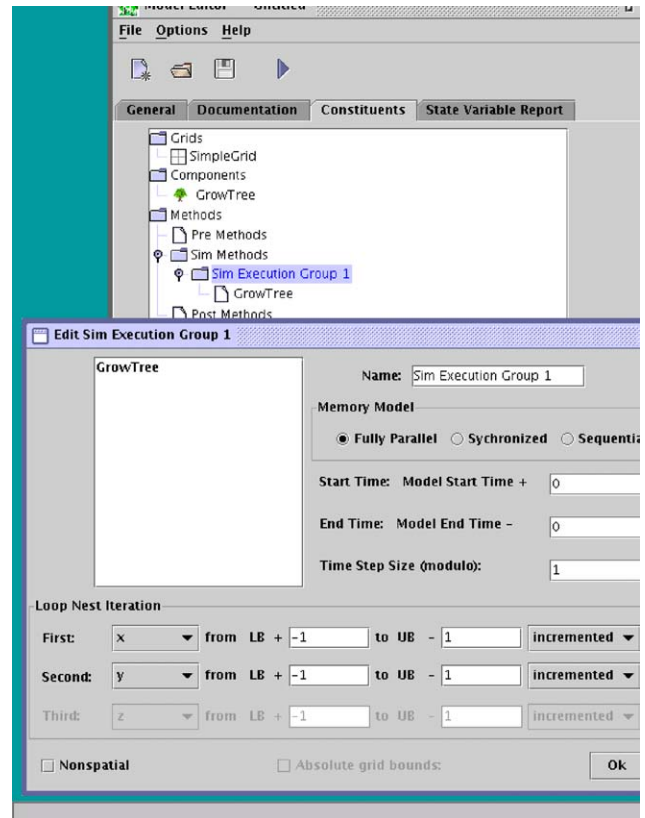 Model Editor Untitled
File Options Help
General Documentation Constituents State Variable Report
Grids
SimpleGrid
Components
GrowTree
Methods
Pre Methods
Sim Methods
Sim Execution Group 1
GrowTree
Post Methods
Edit Sim Execution Group 1
GrowTree
Name: Sim Execution Group 1
Memory Model
Fully Parallel Sychronized Sequentia
Start Time: Model Start Time + 0
End Time: Model End Time - 0
Time Step Size (modulo): 1
Loop Nest Iteration
First: x from LB + -1 to UB - 1 incremented
Second: y from LB + -1 to UB - 1 incremented
Third: z from LB + -1 to UB - 1 incremented
Nonspatial Absolute grid bounds: Ok